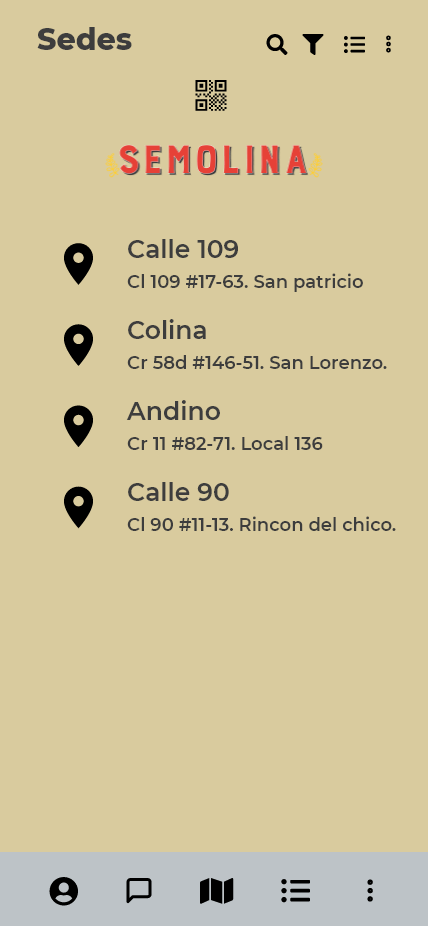 Sedes
SEMOLINA
Calle 109
Cl 109 #17-63. San patricio
Colina
Cr 58d #146-51. San Lorenzo.
Andino
Cr 11 #82-71. Local 136
Calle 90
Cl 90 #11-13. Rincon del chico.